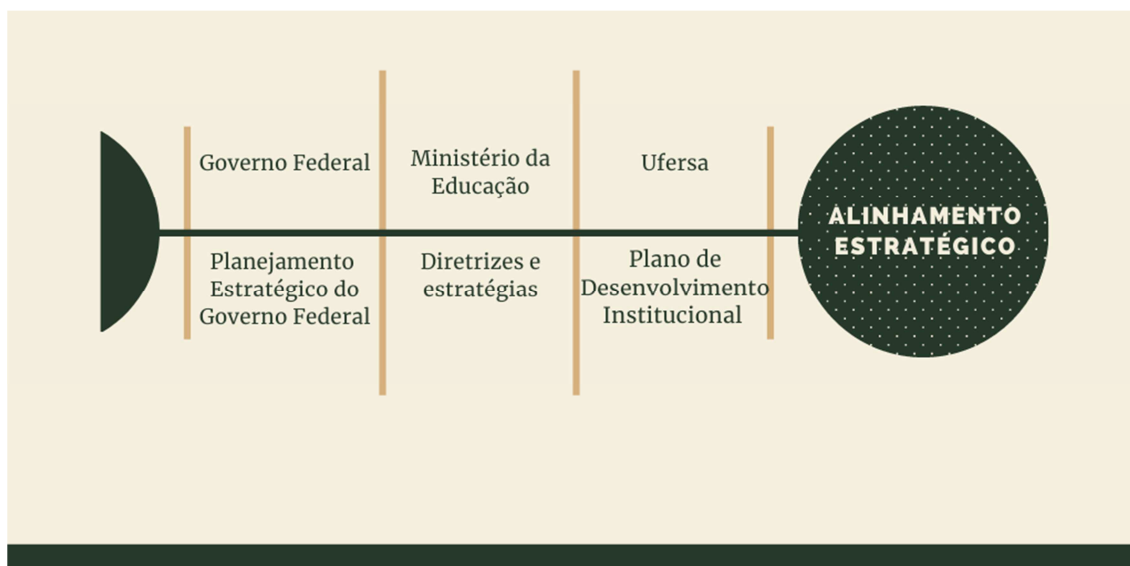 Governo Federal
Ministério da
Educação
Ufersa
Planejamento
Estratégico do
Governo Federal
Diretrizes e
estratégias
Plano de
Desenvolvimento
Institucional
ALINHAMENTO
ESTRATÉGICO